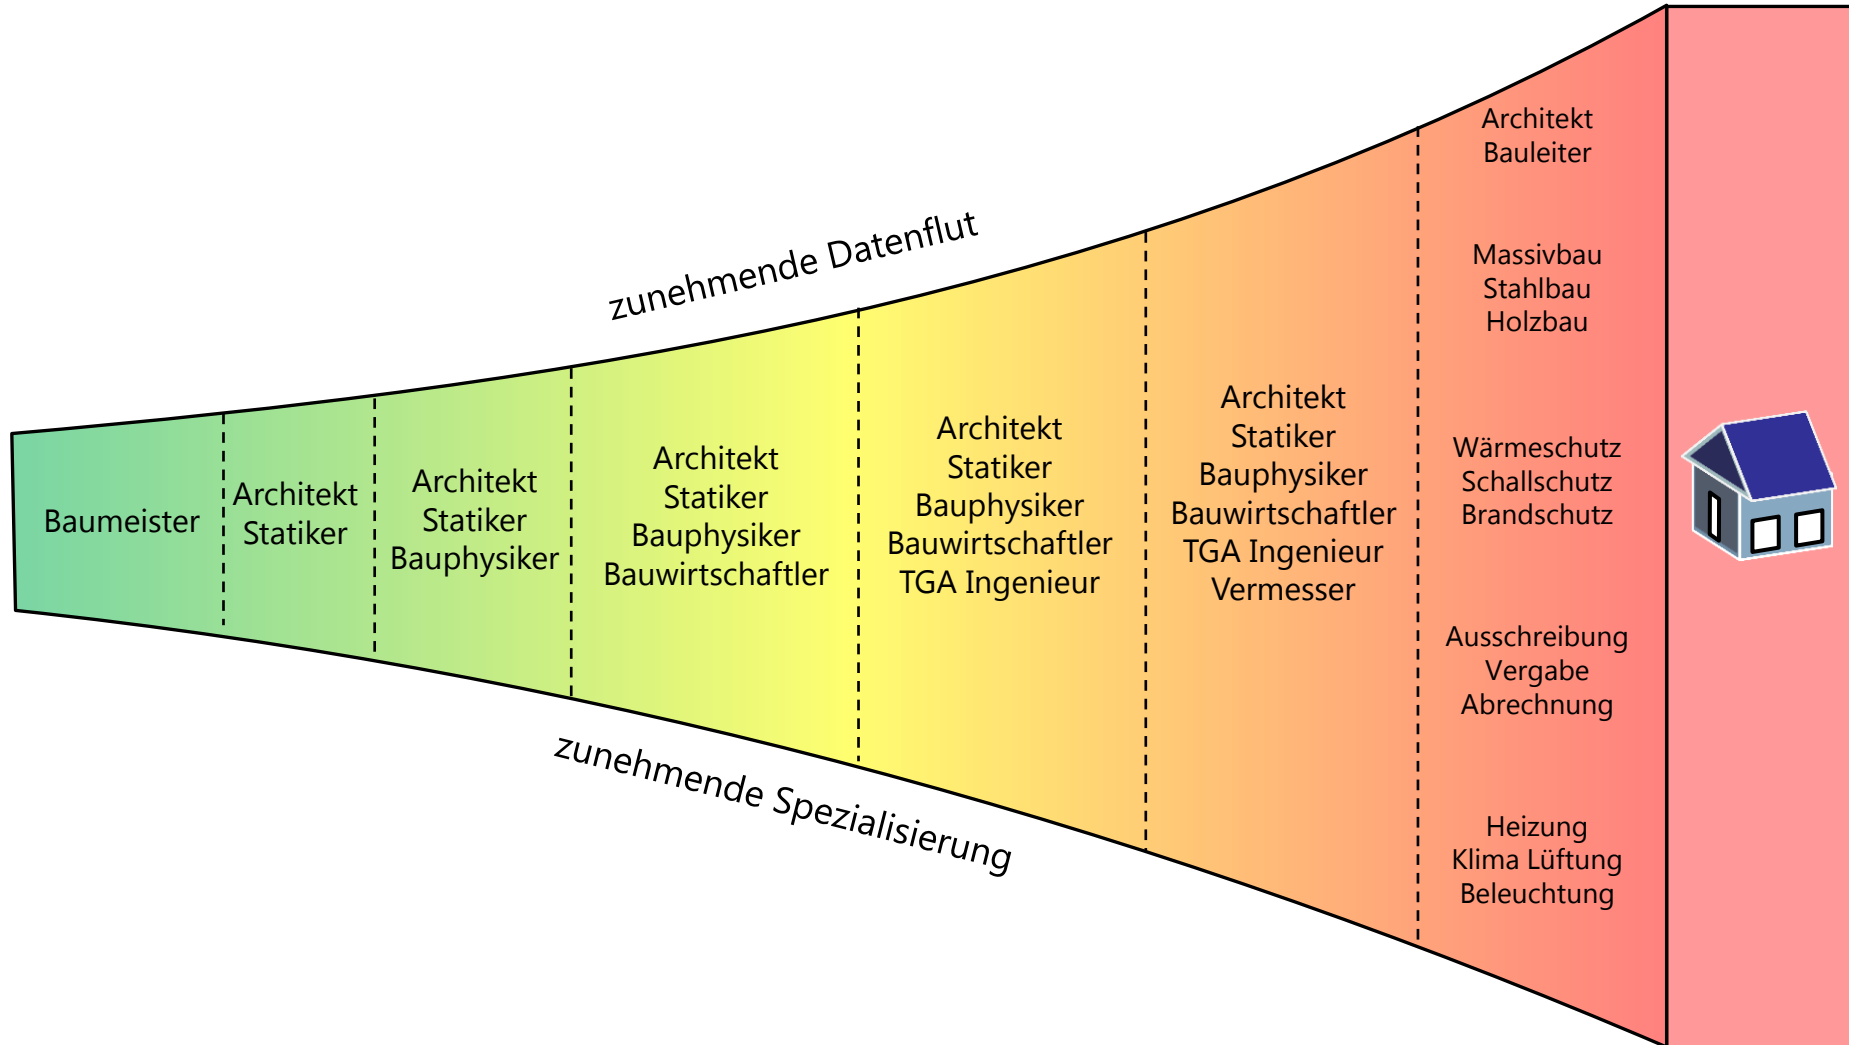 zunehmende Datenflut
Baumeister
Architekt
Statiker
Architekt
Statiker
Bauphysiker
Architekt
Statiker
Bauphysiker
Bauwirtschaftler
Architekt
Statiker
Bauphysiker
Bauwirtschaftler
TGA Ingenieur
Architekt
Statiker
Bauphysiker
Bauwirtschaftler
TGA Ingenieur
Vermesser
Architekt
Bauleiter
Massivbau
Stahlbau
Holzbau
Wärmeschutz
Schallschutz
Brandschutz
Ausschreibung
Vergabe
Abrechnung
Heizung
Klima Lüftung
Beleuchtung
zunehmende Spezialisierung